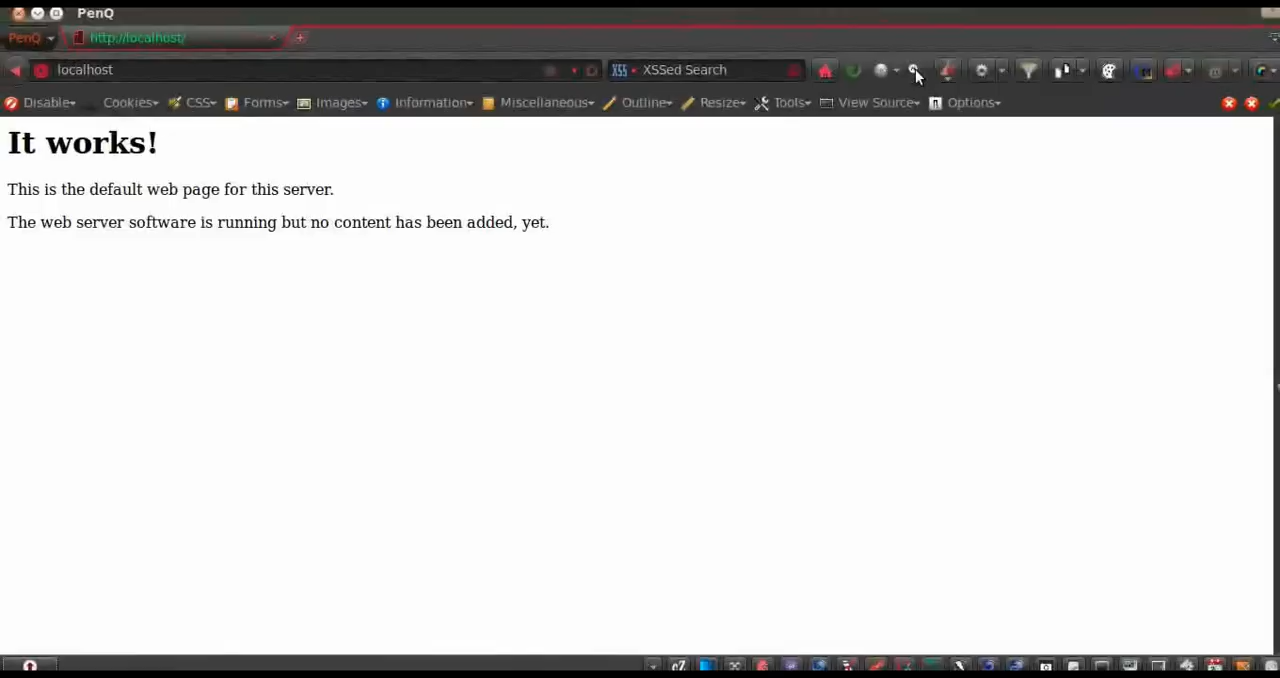 PenQ
PenQ http://localhost/
localhost XSS XSSed Search
Disable Cookies CSS Forms Images Information Miscellaneous Outline Resize Tools View Source Options
It works!
This is the default web page for this server.
The web server software is running but no content has been added, yet.